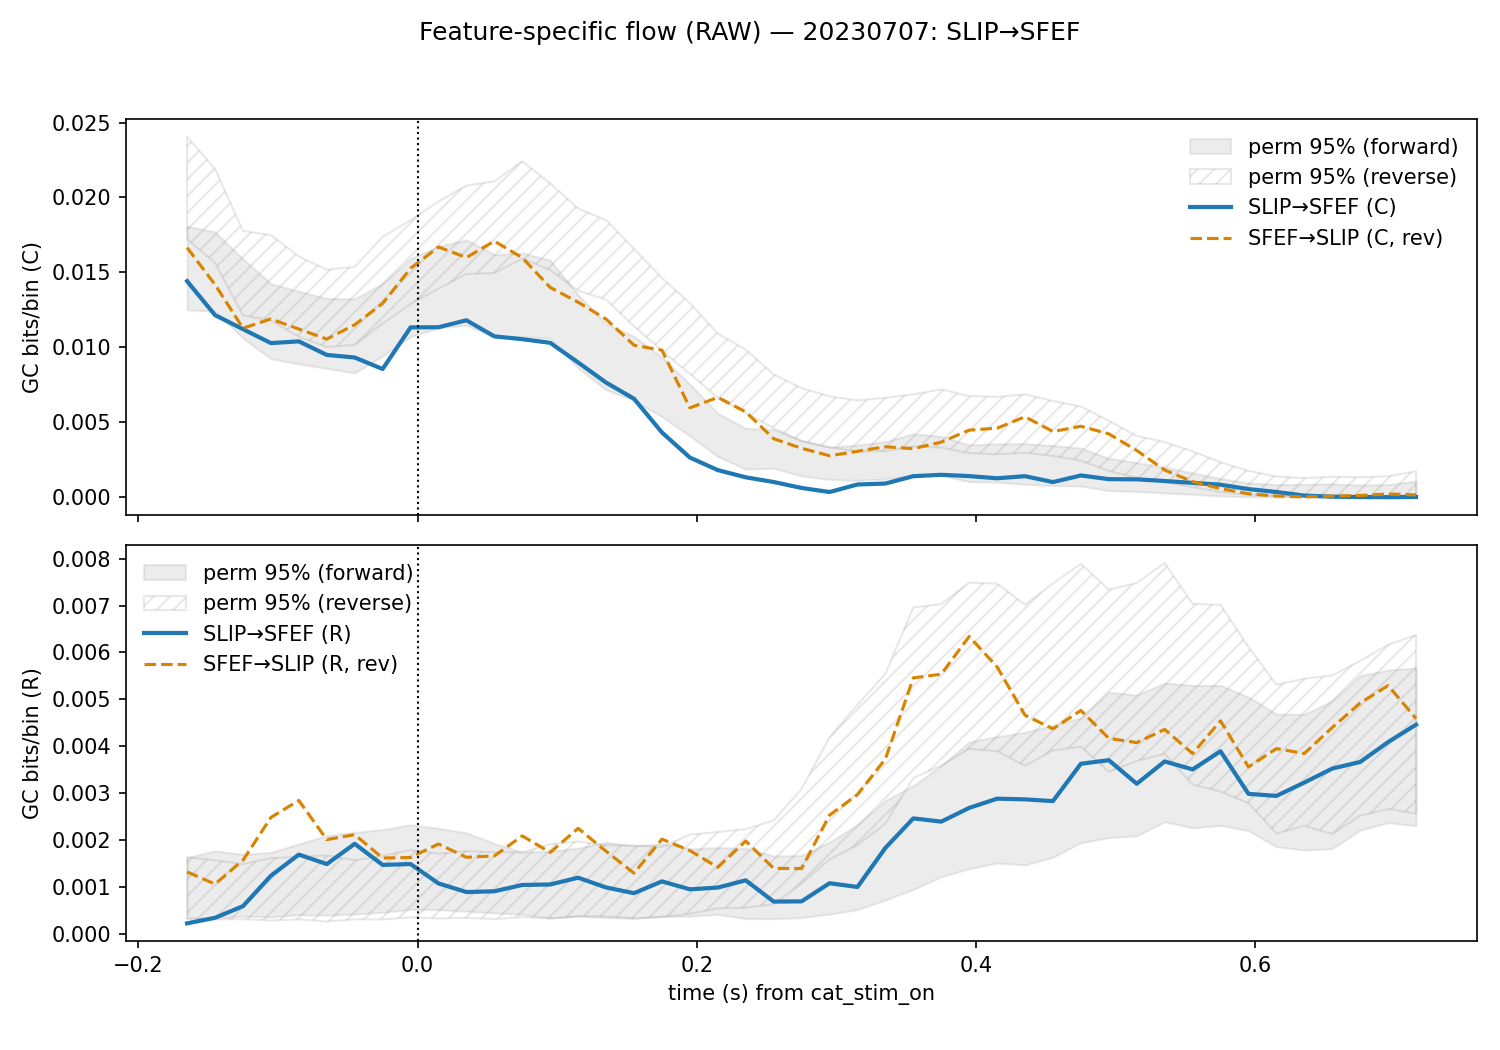 Feature-specific flow (RAW) — 20230707: SLIP→SFEF
GC bits/bin (C)
0.025
0.020
0.015
0.010
0.005
0.000
perm 95% (forward)
perm 95% (reverse)
SLIP→SFEF (C)
SFEF→SLIP (C, rev)
GC bits/bin (R)
0.008
0.007
0.006
0.005
0.004
0.003
0.002
0.001
0.000
perm 95% (forward)
perm 95% (reverse)
SLIP→SFEF (R)
SFEF→SLIP (R, rev)
−0.2 0.0 0.2 0.4 0.6
time (s) from cat_stim_on